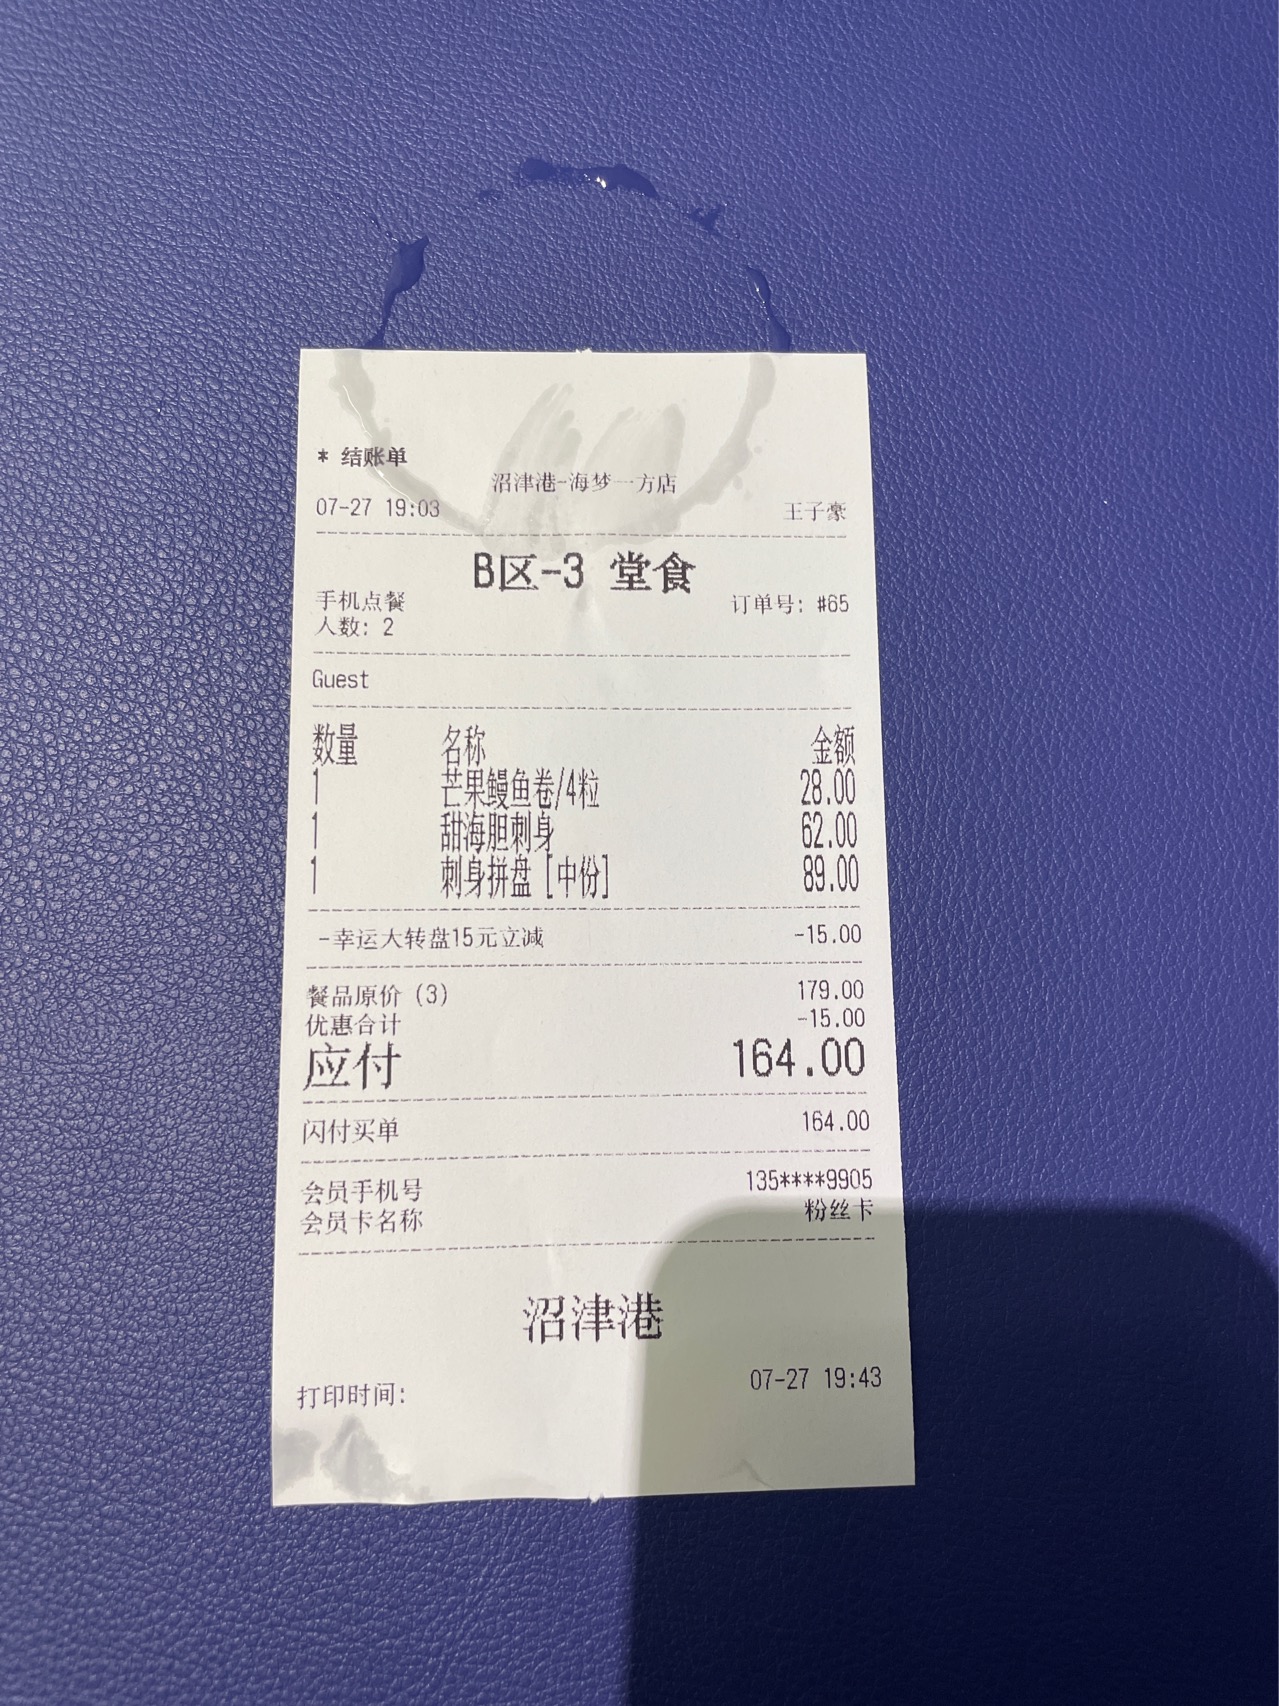 * 结账单
沼津港-海梦一方店
07-27 19:03 王子豪
B区-3 堂食
手机点餐 订单号: #65
人数: 2
Guest
数量 名称 金额
1 芒果鳗鱼卷/4粒 28.00
1 甜海胆刺身 62.00
1 刺身拼盘[中份] 89.00
-幸运大转盘15元立减 -15.00
餐品原价 (3) 179.00
优惠合计 -15.00
应付 164.00
闪付买单 164.00
会员手机号 135****9905
会员卡名称 粉丝卡
沼津港
打印时间: 07-27 19:43